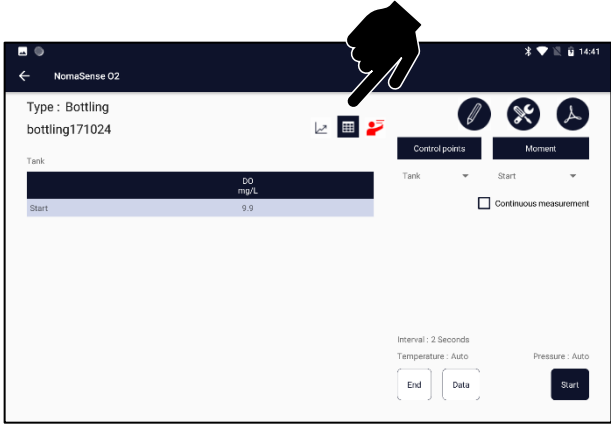 14:41
NomaSense O2
Type : Bottling
bottling171024
Tank
DO
mg/L
Start 9.9
Control points Moment
Tank Start
Continuous measurement
Interval : 2 Seconds
Temperature : Auto Pressure : Auto
End Data Start